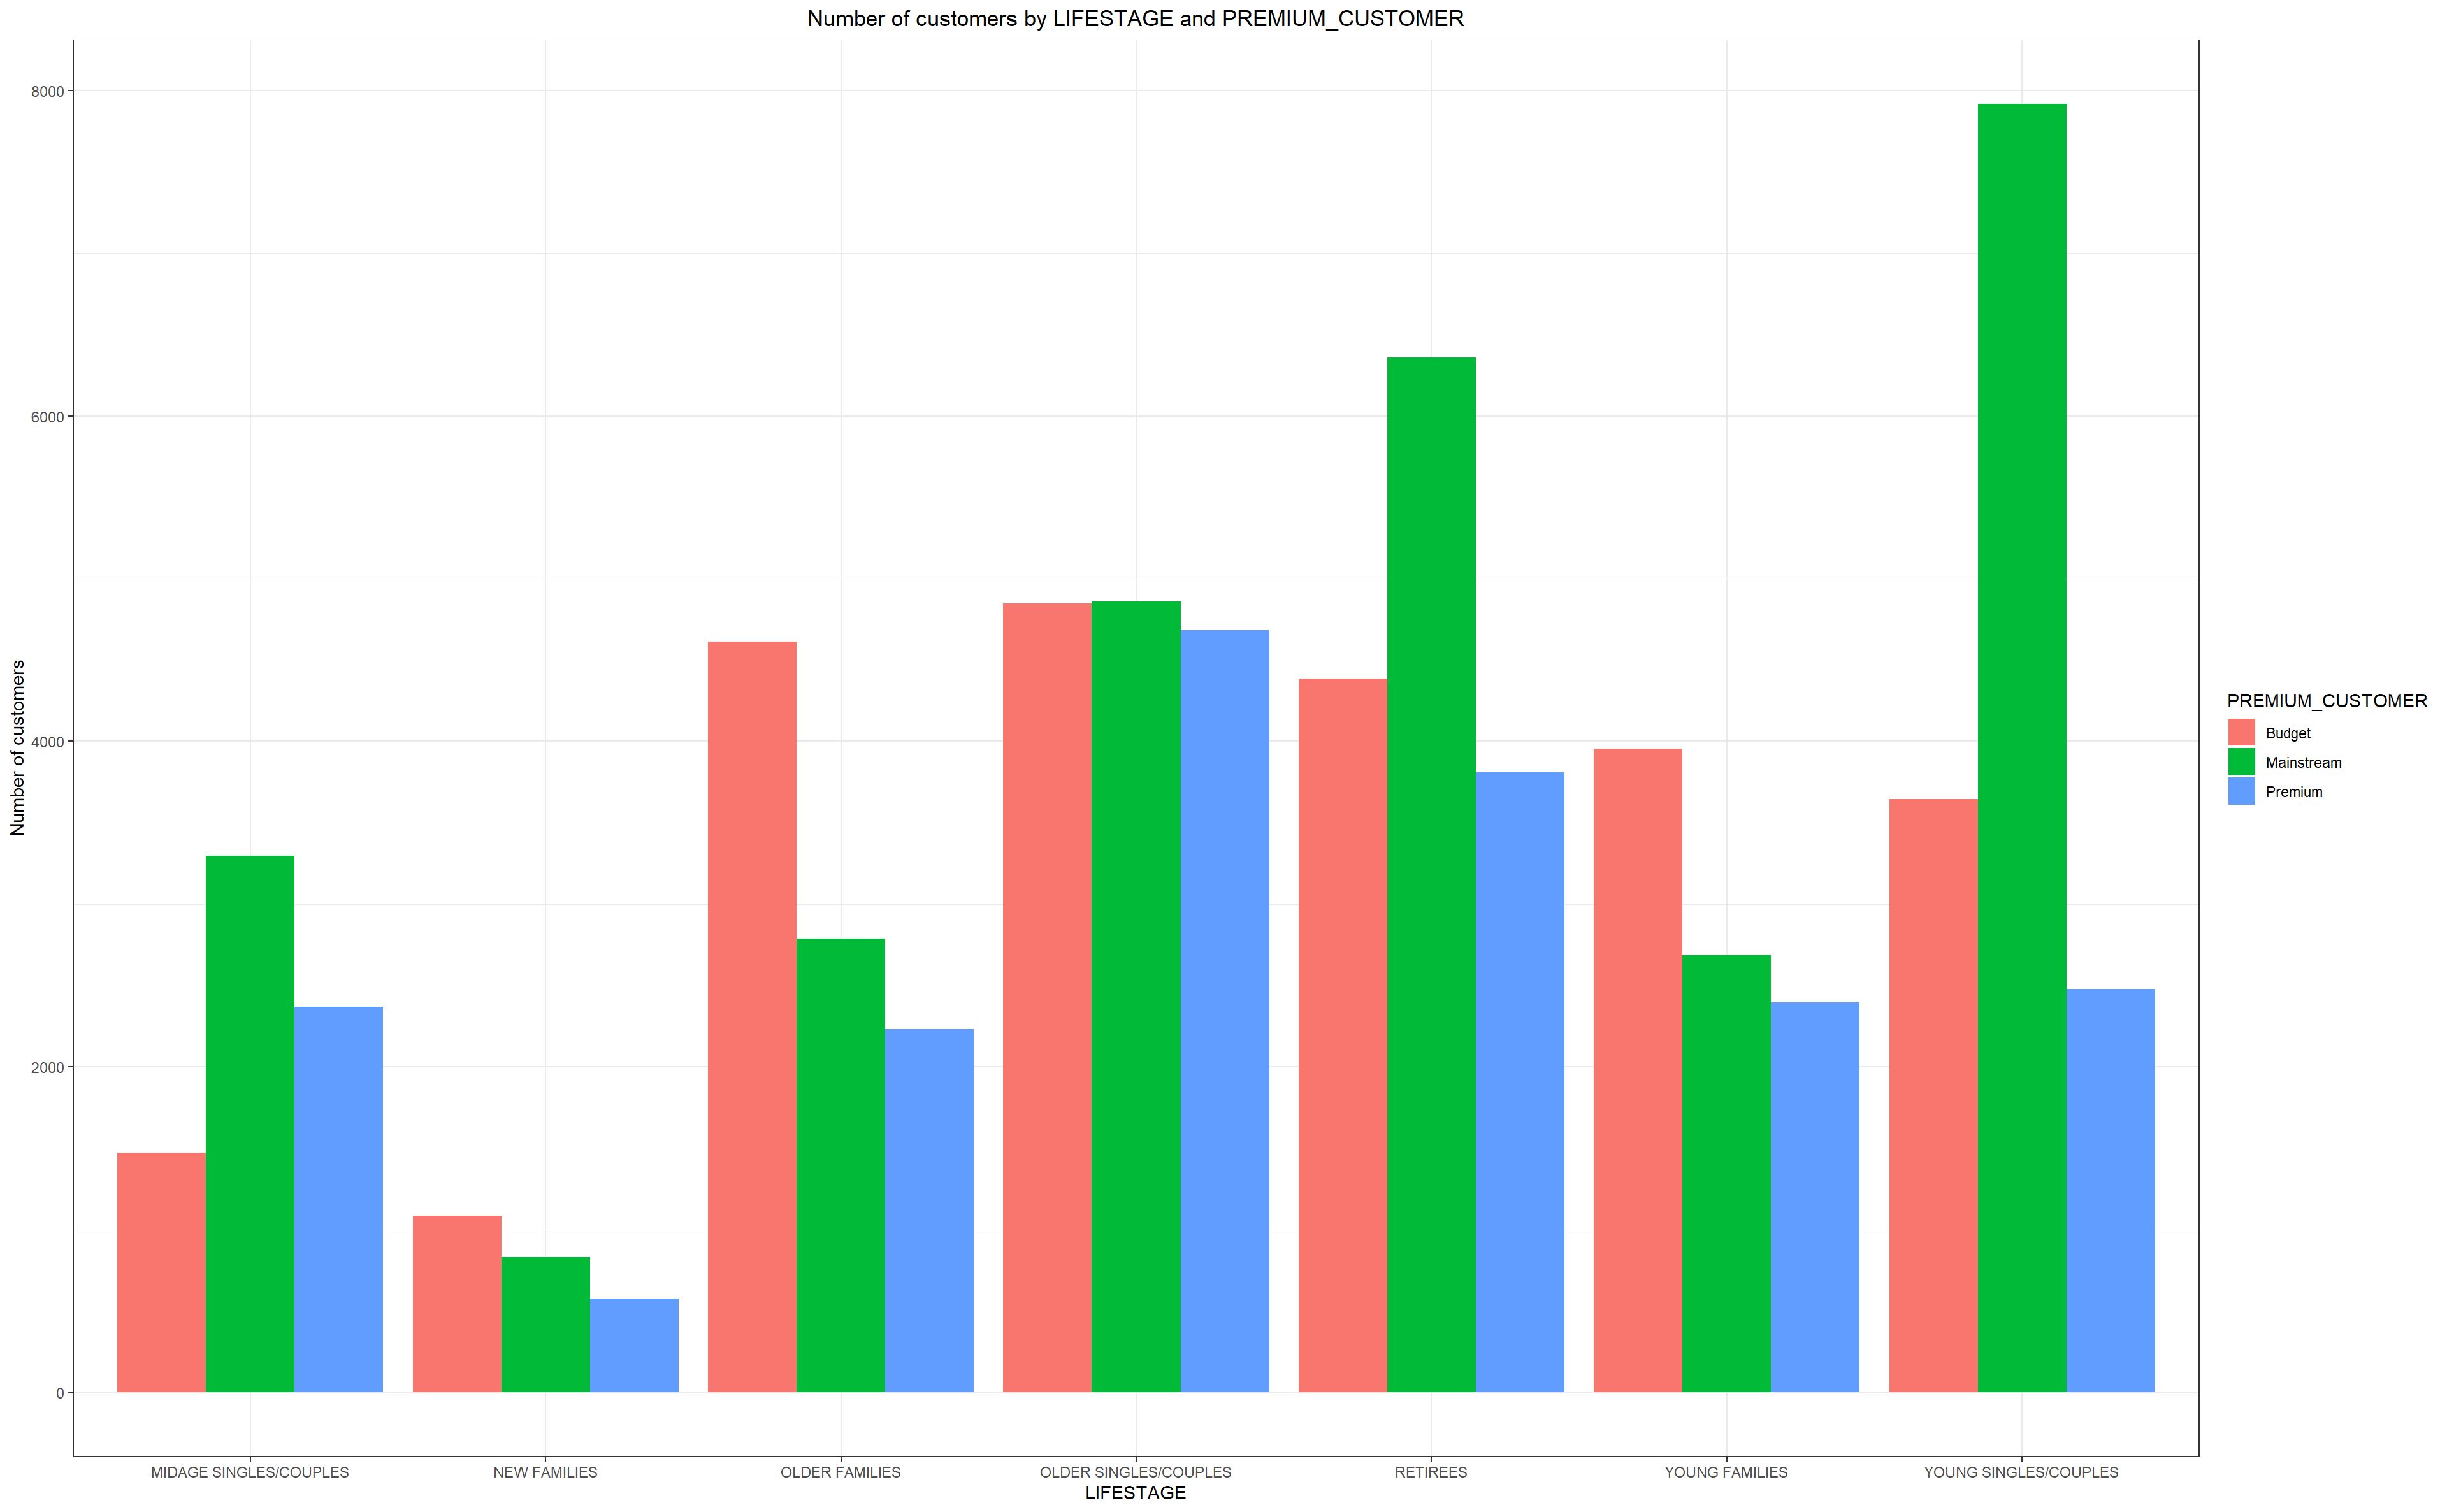 Number of customers by LIFESTAGE and PREMIUM_CUSTOMER
8000
6000
4000
2000
0
Number of customers
MIDAGE SINGLES/COUPLES
NEW FAMILIES
OLDER FAMILIES
OLDER SINGLES/COUPLES
RETIREES
YOUNG FAMILIES
YOUNG SINGLES/COUPLES
LIFESTAGE
PREMIUM_CUSTOMER
Budget
Mainstream
Premium